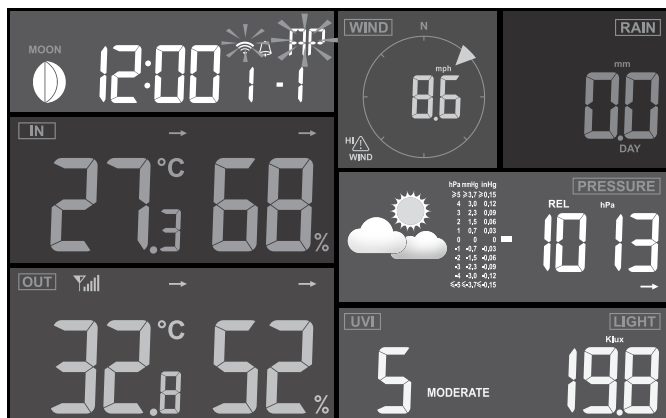 MOON 12:00 AP
1-1
IN
27.3 °C 68 %
OUT
32.8 °C 52 %
WIND
N
mph
8.6
HI
WIND
RAIN
mm
0.0
DAY
PRESSURE
hPa mmHg inHg
≥5 ≥3,7 ≥0,15
4 3,0 0,12
3 2,3 0,09
2 1,5 0,06
1 0,7 0,03
0 0 0
-1 -0,7 -0,03
-2 -1,5 -0,06
-3 -2,3 -0,09
-4 -3,0 -0,12
≤-5 ≤-3,7 ≤-0,15
REL hPa
1013
UVI
5 MODERATE
LIGHT
Klux
19.8